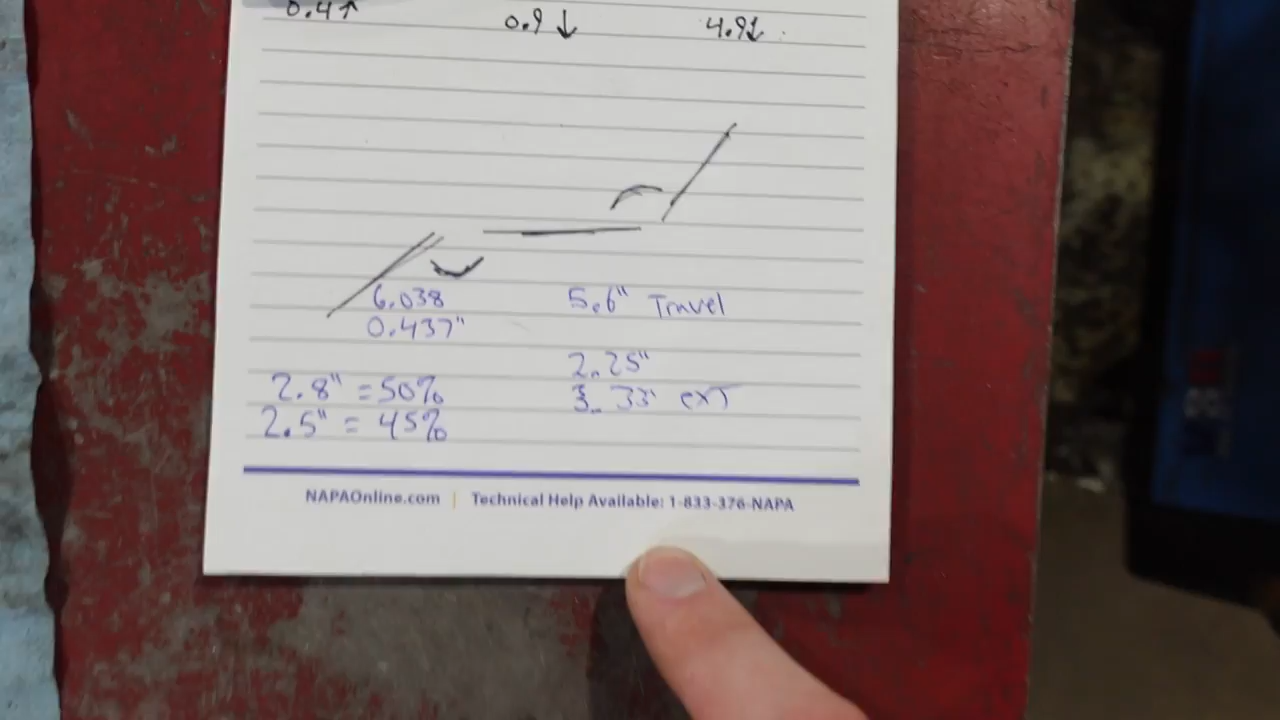 0.4↑ 0.9↓ 4.9↓
6.038
0.437"
5.6" Travel
2.25"
3.33" ext
2.8" = 50%
2.5" = 45%
NAPAOnline.com | Technical Help Available: 1-833-376-NAPA